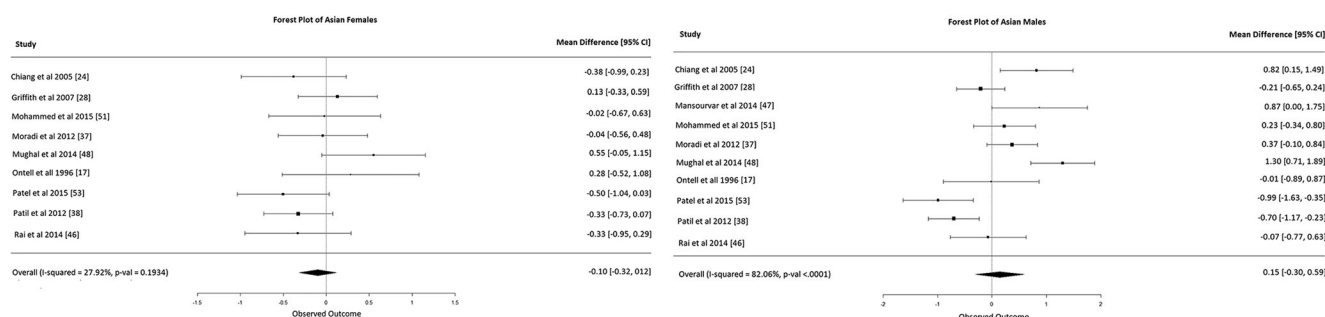 Forest Plot of Asian Females
Study Mean Difference [95% CI]
Chiang et al 2005 [24] -0.38 [-0.99, 0.23]
Griffith et al 2007 [28] 0.13 [-0.33, 0.59]
Mohammed et al 2015 [51] -0.02 [-0.67, 0.63]
Moradi et al 2012 [37] -0.04 [-0.56, 0.48]
Mughal et al 2014 [48] 0.55 [-0.05, 1.15]
Ontell et all 1996 [17] 0.28 [-0.52, 1.08]
Patel et al 2015 [53] -0.50 [-1.04, 0.03]
Patil et al 2012 [38] -0.33 [-0.73, 0.07]
Rai et al 2014 [46] -0.33 [-0.95, 0.29]
Overall (I-squared = 27.92%, p-val = 0.1934) -0.10 [-0.32, 012]
-1.5 -1 -0.5 0 0.5 1 1.5
Observed Outcome
Forest Plot of Asian Males
Study Mean Difference [95% CI]
Chiang et al 2005 [24] 0.82 [0.15, 1.49]
Griffith et al 2007 [28] -0.21 [-0.65, 0.24]
Mansourvar et al 2014 [47] 0.87 [0.00, 1.75]
Mohammed et al 2015 [51] 0.23 [-0.34, 0.80]
Moradi et al 2012 [37] 0.37 [-0.10, 0.84]
Mughal et al 2014 [48] 1.30 [0.71, 1.89]
Ontell et all 1996 [17] -0.01 [-0.89, 0.87]
Patel et al 2015 [53] -0.99 [-1.63, -0.35]
Patil et al 2012 [38] -0.70 [-1.17, -0.23]
Rai et al 2014 [46] -0.07 [-0.77, 0.63]
Overall (I-squared = 82.06%, p-val <.0001) 0.15 [-0.30, 0.59]
-2 -1 0 1 2
Observed Outcome